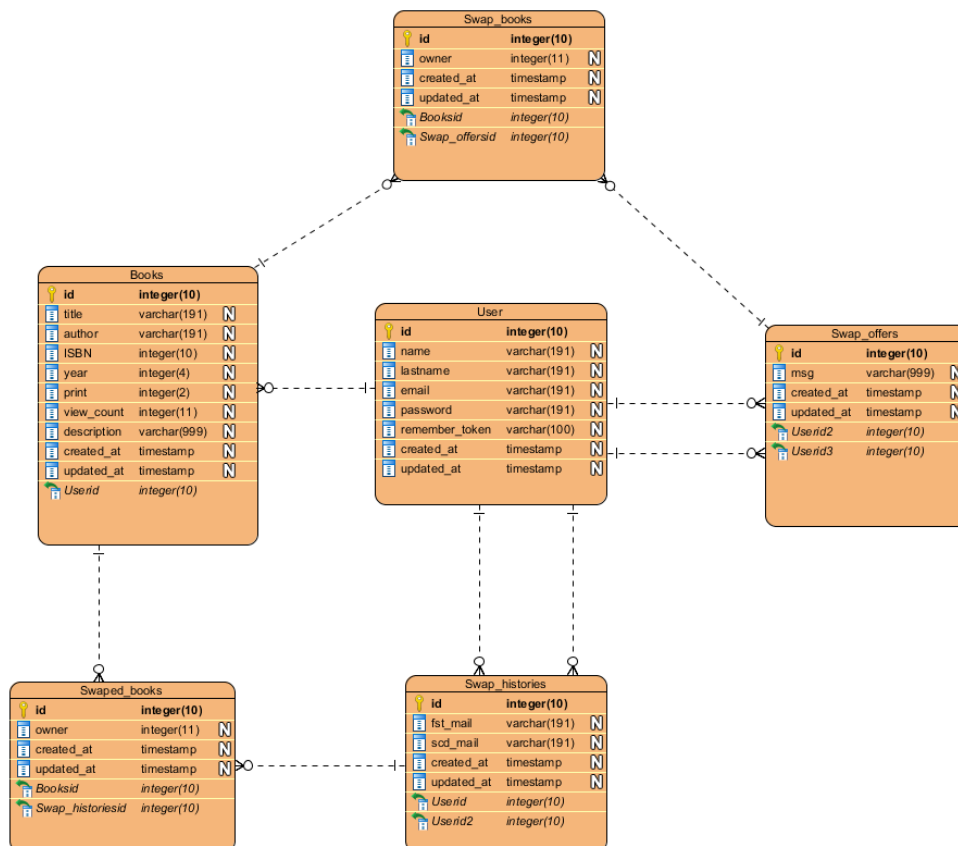 Swap_books
id integer(10)
owner integer(11) N
created_at timestamp N
updated_at timestamp N
Booksid integer(10)
Swap_offersid integer(10)
Books
id integer(10)
title varchar(191) N
author varchar(191) N
ISBN integer(10) N
year integer(4) N
print integer(2) N
view_count integer(11) N
description varchar(999) N
created_at timestamp N
updated_at timestamp N
Userid integer(10)
User
id integer(10)
name varchar(191) N
lastname varchar(191) N
email varchar(191) N
password varchar(191) N
remember_token varchar(100) N
created_at timestamp N
updated_at timestamp N
Swap_offers
id integer(10)
msg varchar(999) N
created_at timestamp N
updated_at timestamp N
Userid2 integer(10)
Userid3 integer(10)
Swaped_books
id integer(10)
owner integer(11) N
created_at timestamp N
updated_at timestamp N
Booksid integer(10)
Swap_historiesid integer(10)
Swap_histories
id integer(10)
fst_mail varchar(191) N
scd_mail varchar(191) N
created_at timestamp N
updated_at timestamp N
Userid integer(10)
Userid2 integer(10)